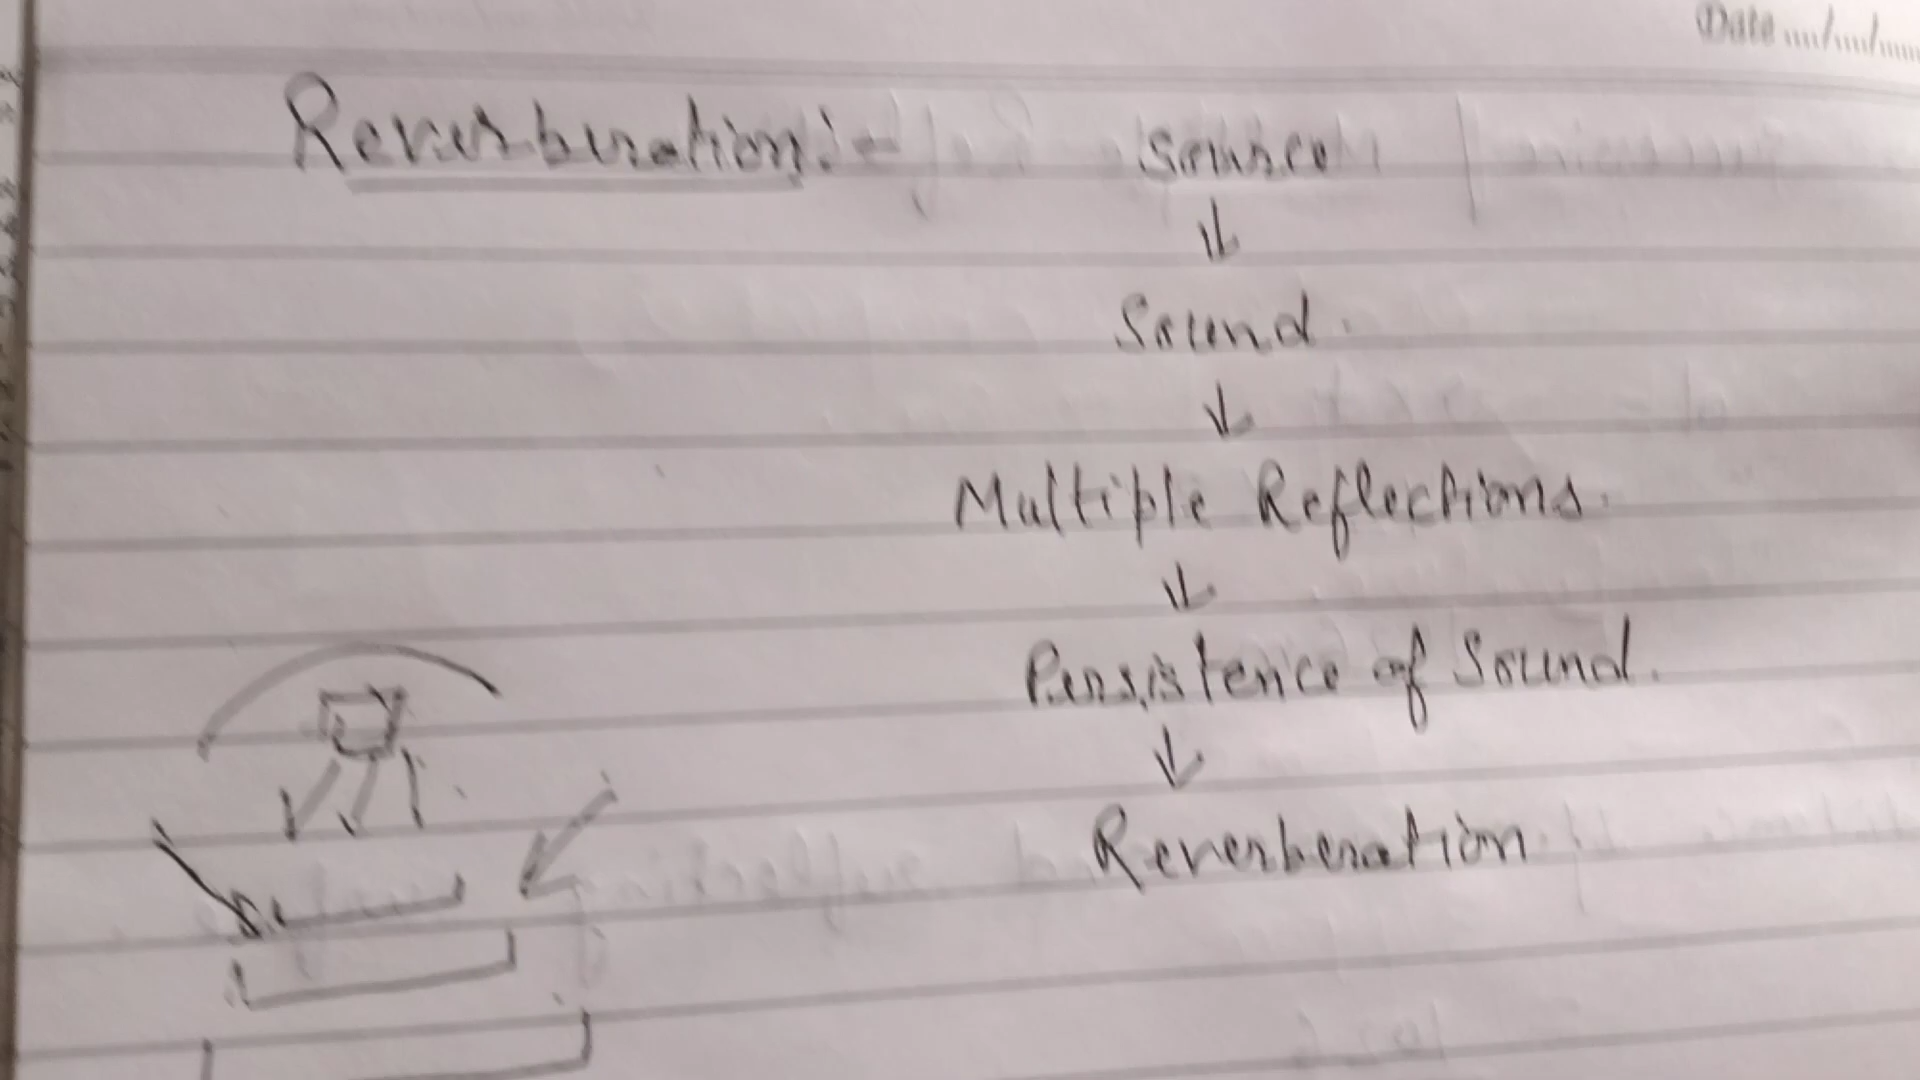 Date ..../..../....
Reverberation:- Source
↓
Sound.
↓
Multiple Reflections.
↓
Persistence of Sound.
↓
Reverberation.